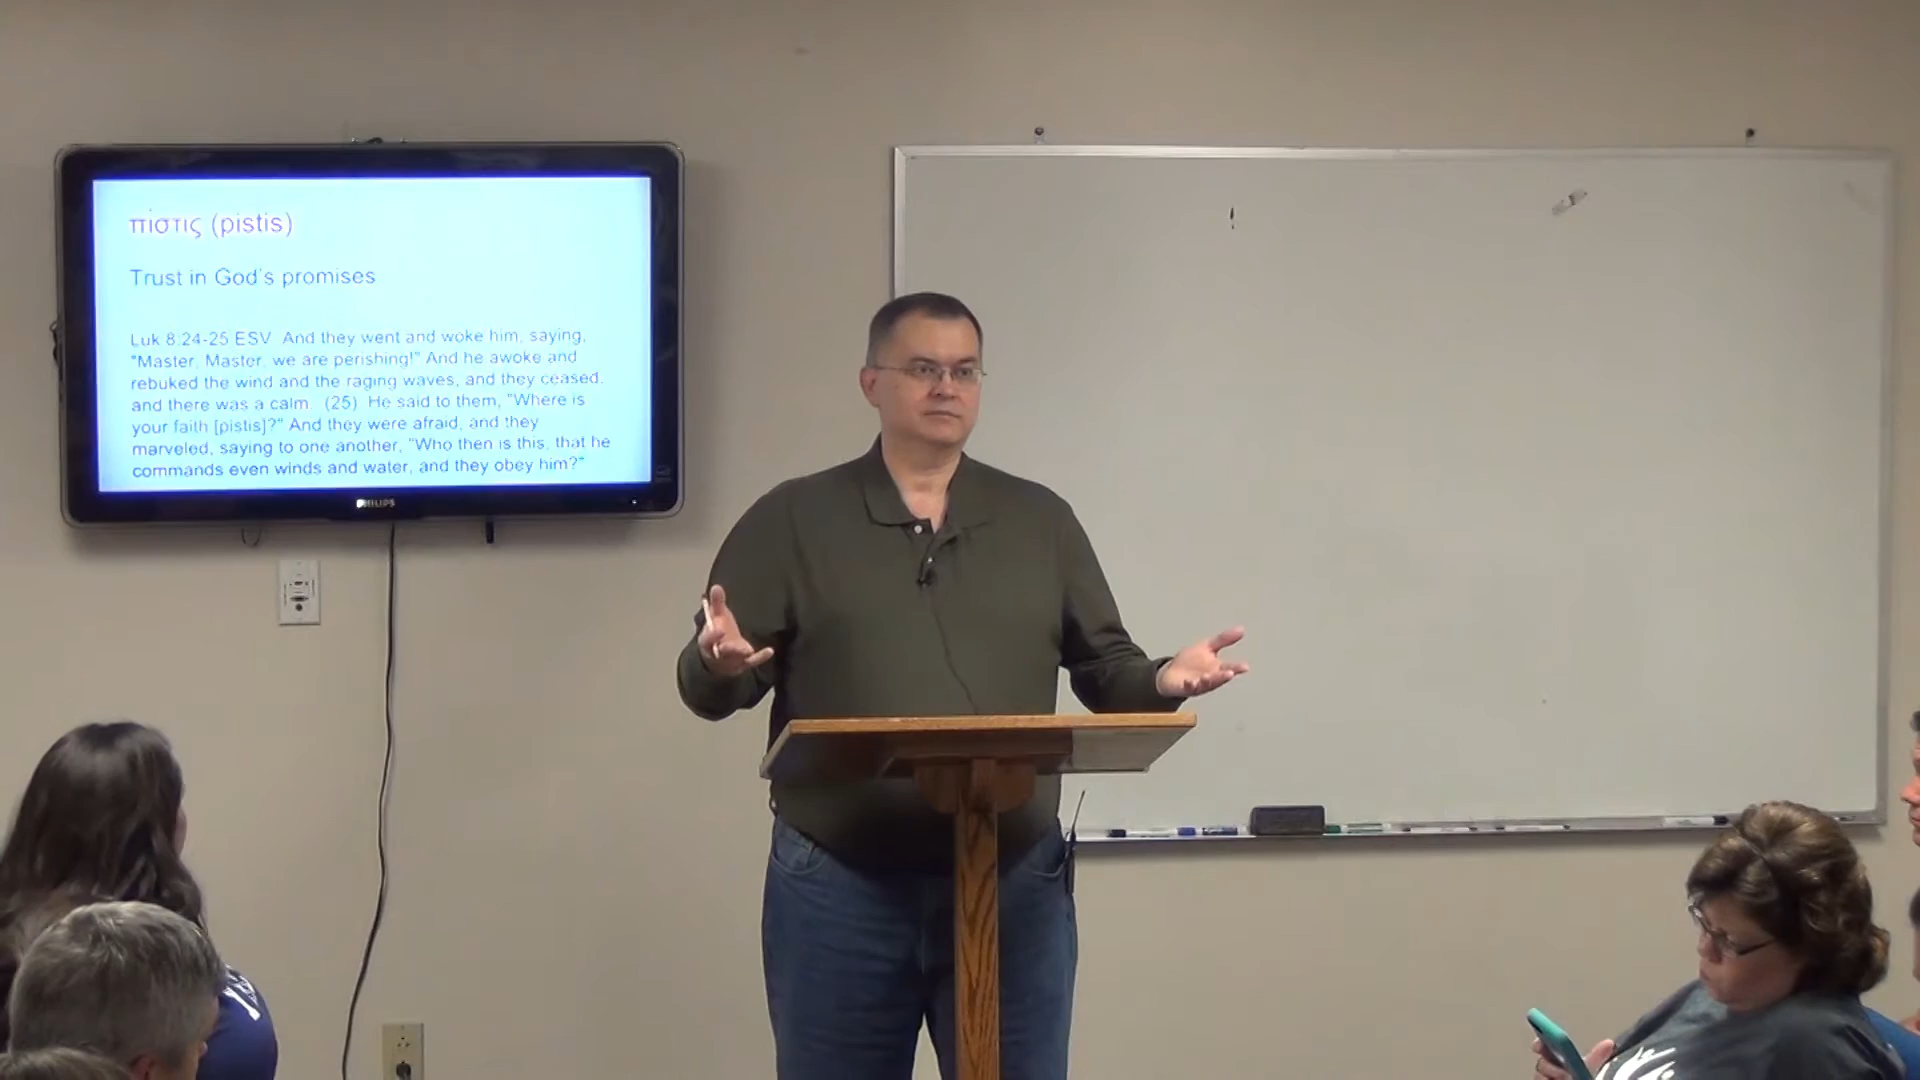 πίστις (pistis)
Trust in God's promises
Luk 8:24-25 ESV  And they went and woke him, saying,
"Master, Master, we are perishing!" And he awoke and
rebuked the wind and the raging waves, and they ceased,
and there was a calm.  (25)  He said to them, "Where is
your faith [pistis]?" And they were afraid, and they
marveled, saying to one another, "Who then is this, that he
commands even winds and water, and they obey him?"
PHILIPS